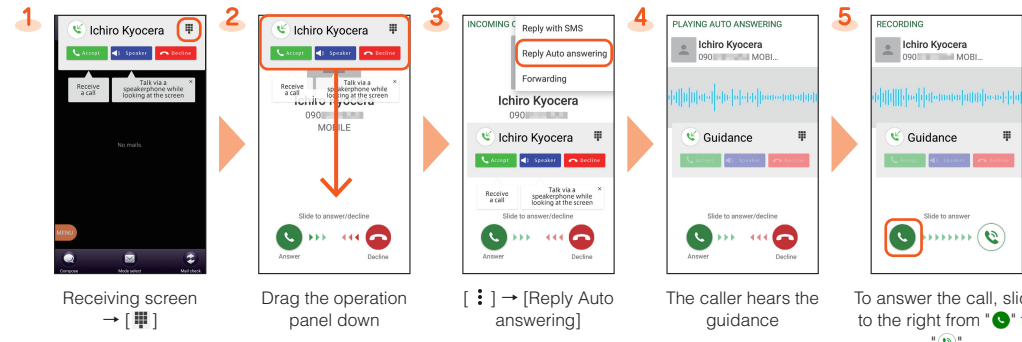 1
Ichiro Kyocera
Accept Speaker Decline
Receive a call
Talk via a speakerphone while looking at the screen ×
No mails.
MENU
Compose Mode select Mail check
Receiving screen
→ [ ]
2
Ichiro Kyocera
Accept Speaker Decline
Receive a call
Talk via a speakerphone while looking at the screen ×
Ichiro Kyocera
090
MOBILE
Slide to answer/decline
Answer Decline
Drag the operation
panel down
3
INCOMING
Reply with SMS
Reply Auto answering
Forwarding
Ichiro Kyocera
090
Ichiro Kyocera
Accept Speaker Decline
Receive a call
Talk via a speakerphone while looking at the screen ×
Slide to answer/decline
Answer Decline
[ ] → [Reply Auto
answering]
4
PLAYING AUTO ANSWERING
Ichiro Kyocera
090 MOBI...
Guidance
Accept Speaker Decline
Slide to answer/decline
Answer Decline
The caller hears the
guidance
5
RECORDING
Ichiro Kyocera
090 MOBI...
Guidance
Accept Speaker Decline
Slide to answer
To answer the call,
to the right from " "
" "